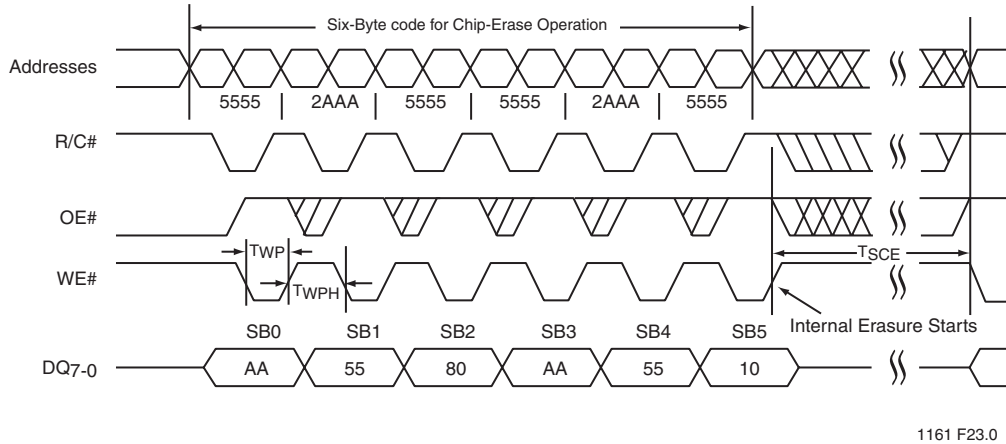 Six-Byte code for Chip-Erase Operation
Addresses
5555 2AAA 5555 5555 2AAA 5555
R/C#
OE#
TWP
TSCE
WE#
TWPH
Internal Erasure Starts
SB0 SB1 SB2 SB3 SB4 SB5
DQ7-0
AA 55 80 AA 55 10
1161 F23.0